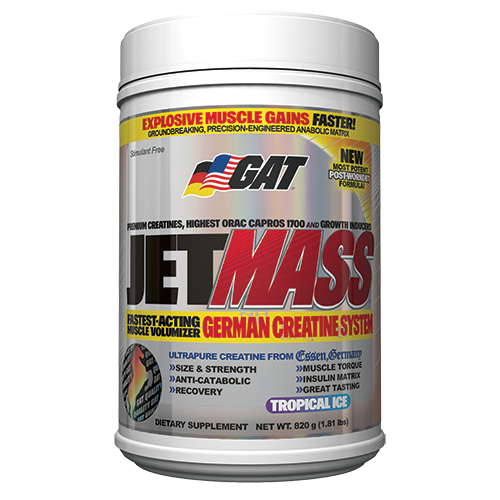 EXPLOSIVE MUSCLE GAINS FASTER!
GROUNDBREAKING, PRECISION-ENGINEERED ANABOLIC MATRIX
Stimulant Free
GAT
NEW
MOST POTENT
POST-WORKOUT
FORMULA!
PREMIUM CREATINES, HIGHEST ORAC CAPROS 1700 AND GROWTH INDUCERS
JETMASS
FASTEST-ACTING
MUSCLE VOLUMIZER
GERMAN CREATINE SYSTEM
ULTRAPURE CREATINE FROM Essen, Germany
»SIZE & STRENGTH
»ANTI-CATABOLIC
»RECOVERY
»MUSCLE TORQUE
»INSULIN MATRIX
»GREAT TASTING
TROPICAL ICE
DIETARY SUPPLEMENT NET WT. 820 g (1.81 lbs)